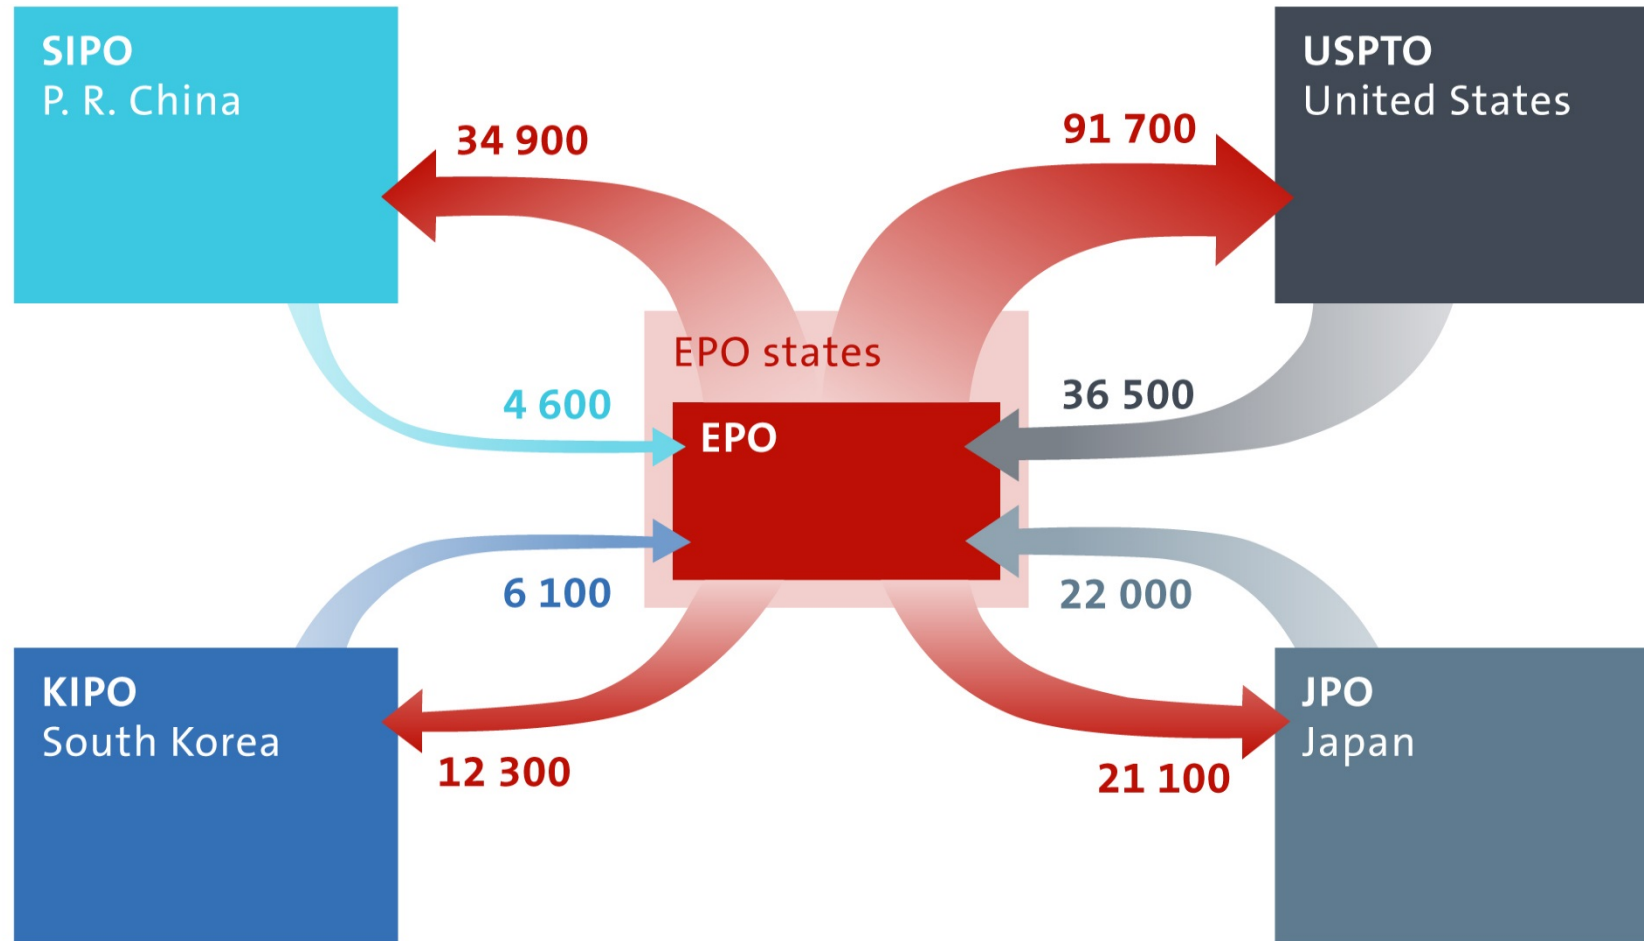 SIPO
P. R. China
34 900
91 700
USPTO
United States
EPO states
4 600
EPO
36 500
6 100
22 000
KIPO
South Korea
12 300
21 100
JPO
Japan